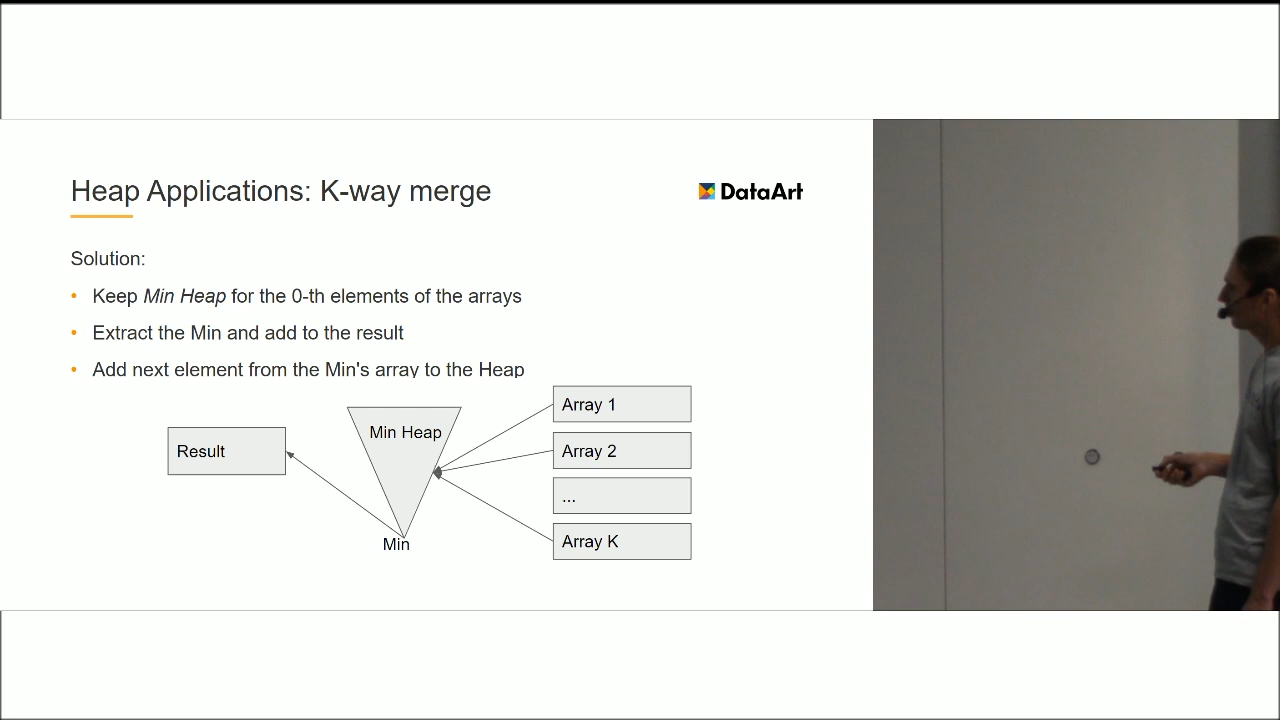 Heap Applications: K-way merge
DataArt
Solution:
• Keep Min Heap for the 0-th elements of the arrays
• Extract the Min and add to the result
• Add next element from the Min's array to the Heap
Result
Min Heap
Min
Array 1
Array 2
...
Array K